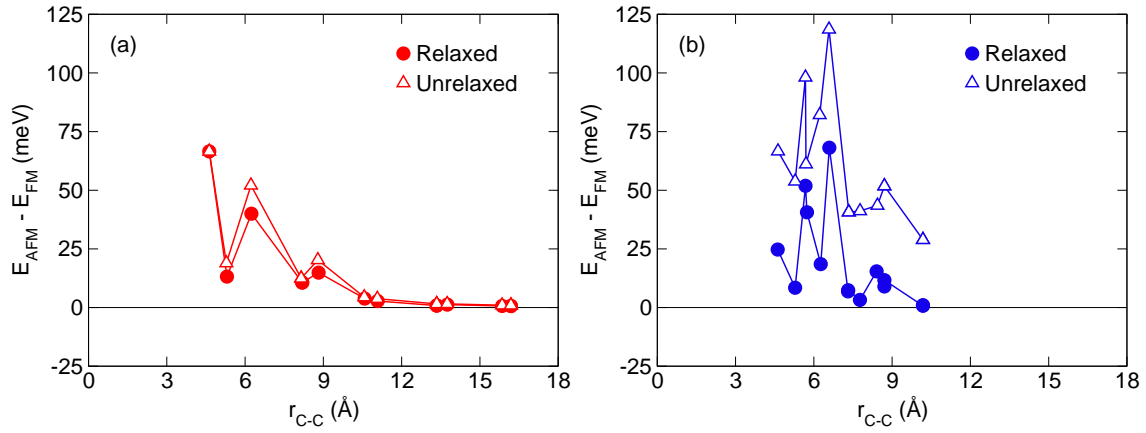 (a)
Relaxed
Unrelaxed
125
100
75
50
25
0
-25
E_AFM - E_FM (meV)
0 3 6 9 12 15 18
r_C-C (Å)
(b)
Relaxed
Unrelaxed
125
100
75
50
25
0
-25
E_AFM - E_FM (meV)
0 3 6 9 12 15 18
r_C-C (Å)